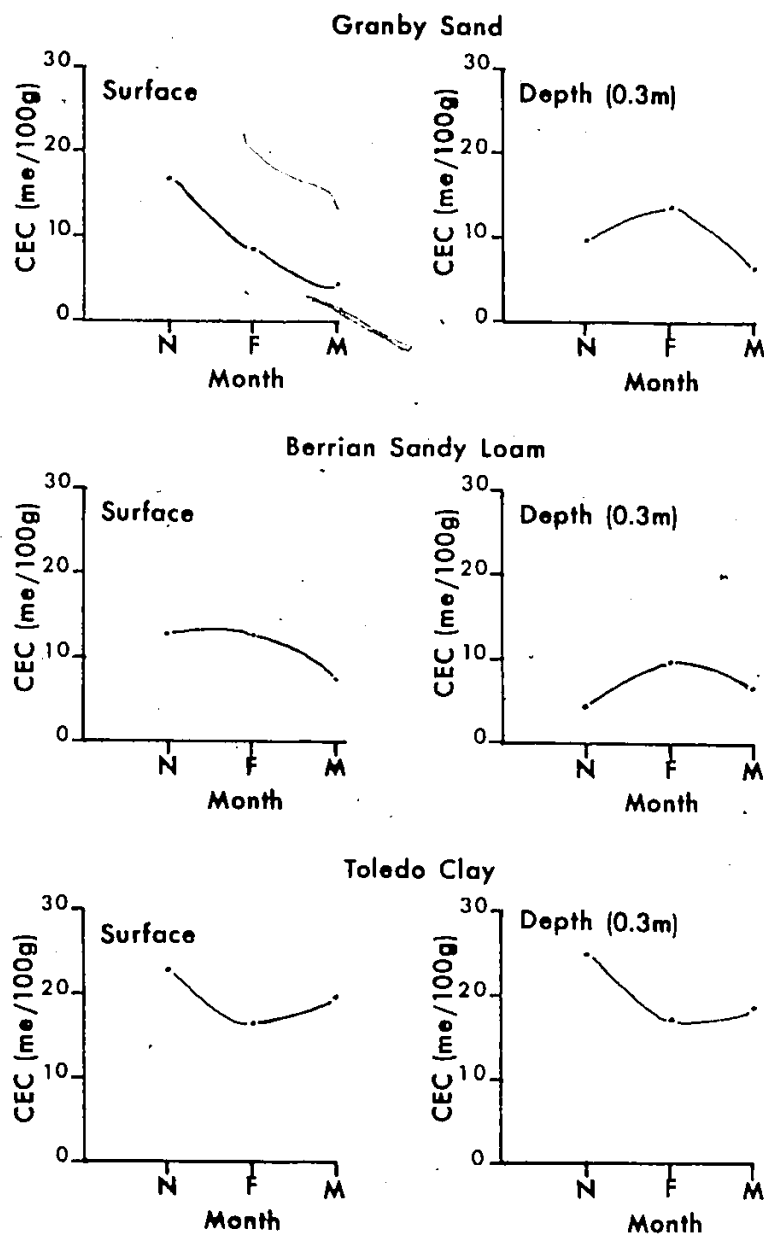 Granby Sand
Surface
CEC (me/100g)
30
20
10
0
N F M
Month
Depth (0.3m)
CEC (me/100g)
30
20
10
0
N F M
Month
Berrian Sandy Loam
Surface
CEC (me/100g)
30
20
10
0
N F M
Month
Depth (0.3m)
CEC (me/100g)
30
20
10
0
N F M
Month
Toledo Clay
Surface
CEC (me/100g)
30
20
10
0
N F M
Month
Depth (0.3m)
CEC (me/100g)
30
20
10
0
N F M
Month